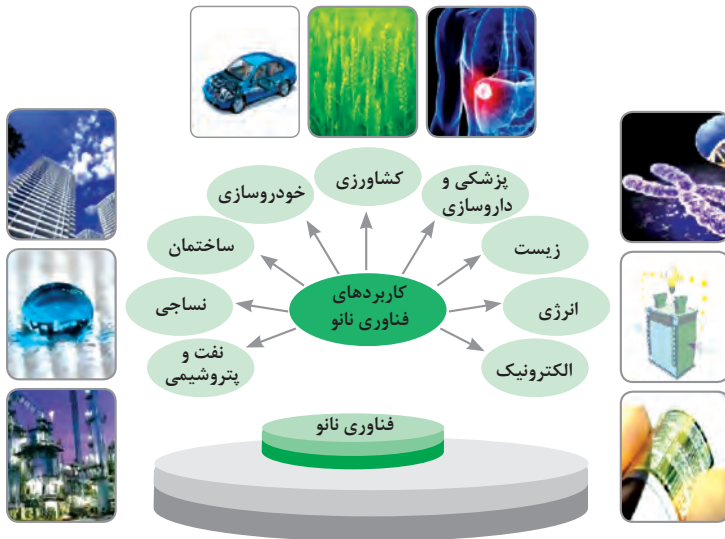 کشاورزی
پزشکی و
داروسازی
خودروسازی
زیست
ساختمان
انرژی
کاربردهای
فناوری نانو
نساجی
الکترونیک
نفت و
پتروشیمی
فناوری نانو